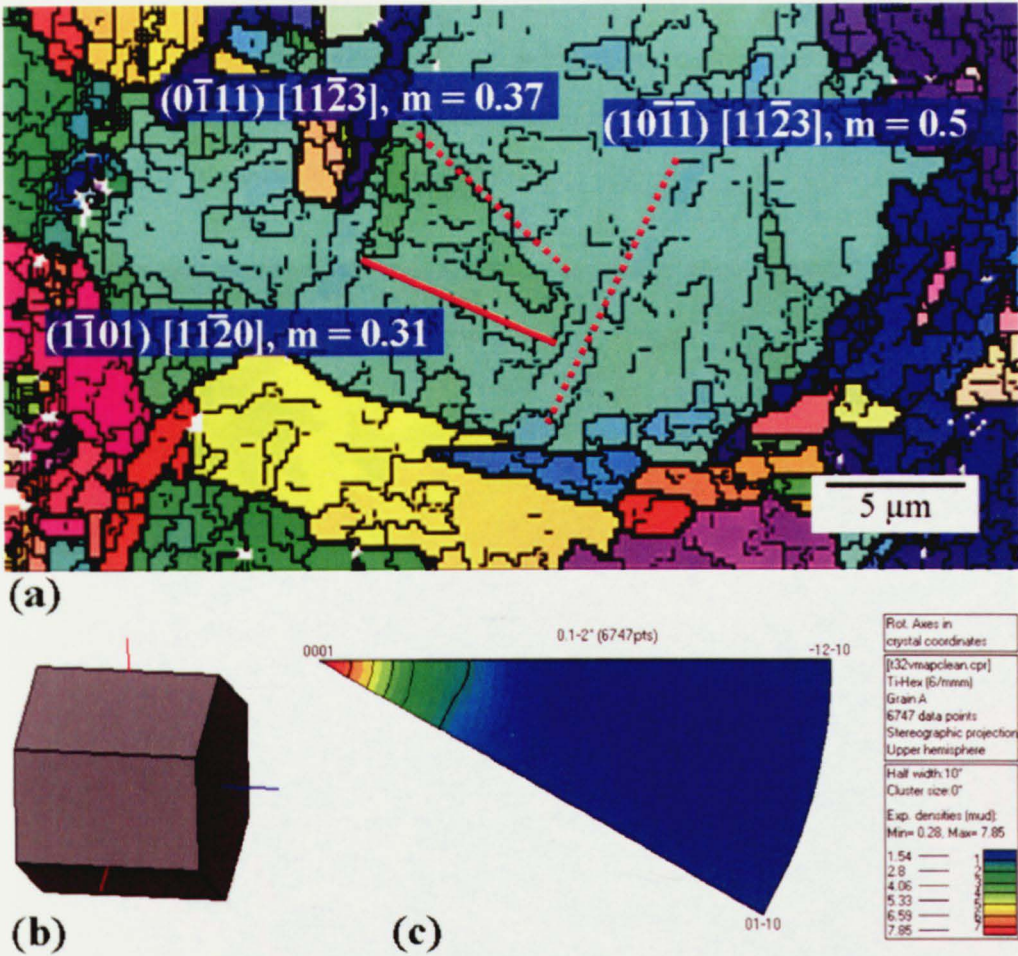 (01̅11) [112̅3], m = 0.37
(101̅1̅) [112̅3], m = 0.5
(11̅01) [112̅0], m = 0.31
5 μm
(a)
(b)
0001
0.1-2° (6747pts)
-12-10
01-10
(c)
Rot. Axes in
crystal coordinates
[t32vmapclean.cpr]
Ti-Hex (6/mmm)
Grain A
6747 data points
Stereographic projection
Upper hemisphere
Half width:10°
Cluster size:0°
Exp. densities (mud):
Min= 0.28, Max= 7.85
1.54 1
2.8 2
4.06 3
5.33 4
5
6.59 6
7.85 7